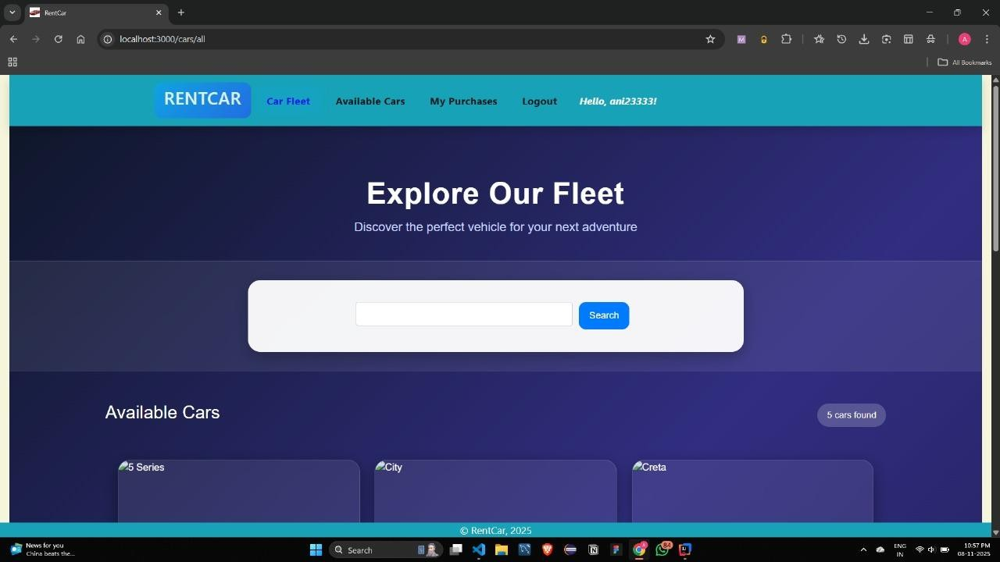 RentCar
localhost:3000/cars/all
M
A
All Bookmarks
RENTCAR
Car Fleet
Available Cars
My Purchases
Logout
Hello, ani23333!
Explore Our Fleet
Discover the perfect vehicle for your next adventure
Search
Available Cars
5 cars found
5 Series
City
Creta
© RentCar, 2025
News for you
China beats the...
Search
84
ENG
IN
10:57 PM
08-11-2025